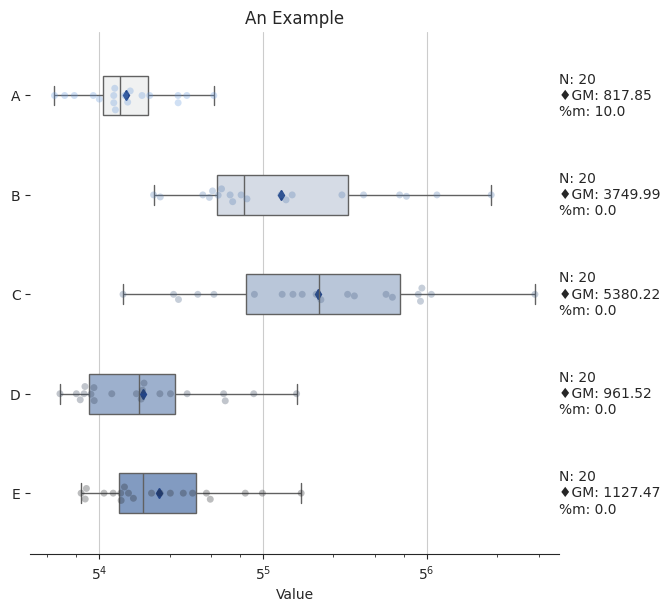 An Example
A
N: 20
♦GM: 817.85
%m: 10.0
B
N: 20
♦GM: 3749.99
%m: 0.0
C
N: 20
♦GM: 5380.22
%m: 0.0
D
N: 20
♦GM: 961.52
%m: 0.0
E
N: 20
♦GM: 1127.47
%m: 0.0
5⁴ 5⁵ 5⁶
Value